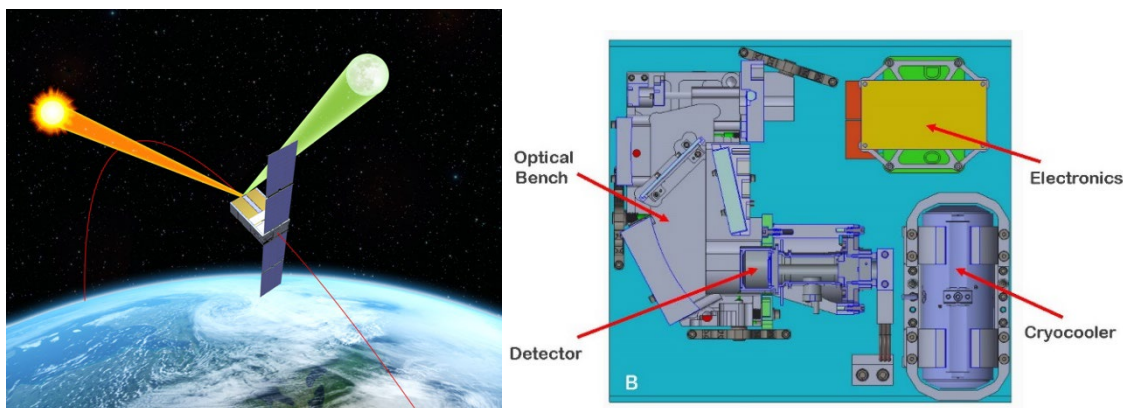 Optical
Bench
Electronics
Detector
Cryocooler
B